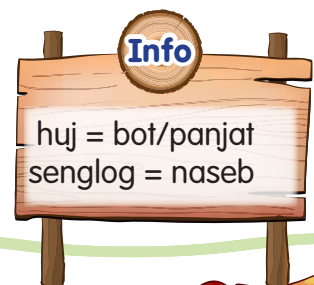 Info
huj = bot/panjat
senglog = naseb